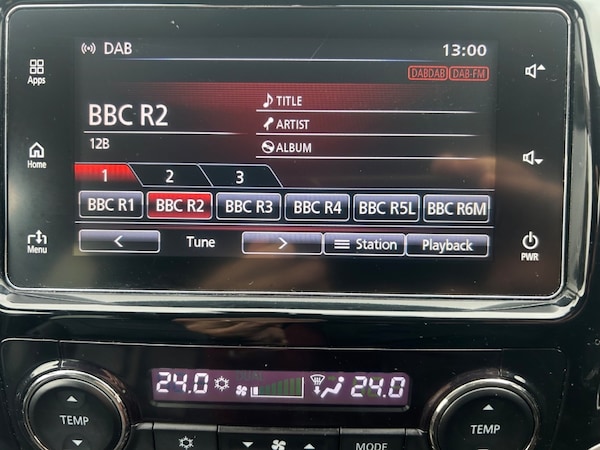 DAB 13:00
Apps
DABDAB DAB-FM
BBC R2
TITLE
ARTIST
12B
ALBUM
Home
1 2 3
BBC R1 BBC R2 BBC R3 BBC R4 BBC R5L BBC R6M
Menu
< Tune > Station Playback
PWR
24.0 24.0
TEMP TEMP
MODE